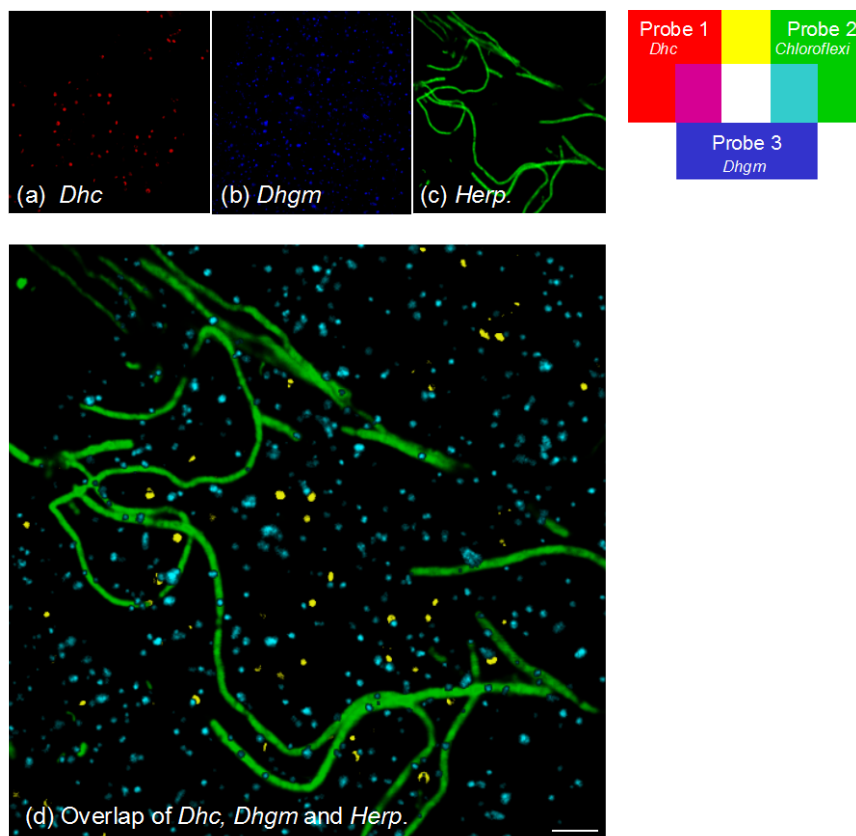 (a) Dhc
(b) Dhgm
(c) Herp.
Probe 1
Dhc
Probe 2
Chloroflexi
Probe 3
Dhgm
(d) Overlap of Dhc, Dhgm and Herp.